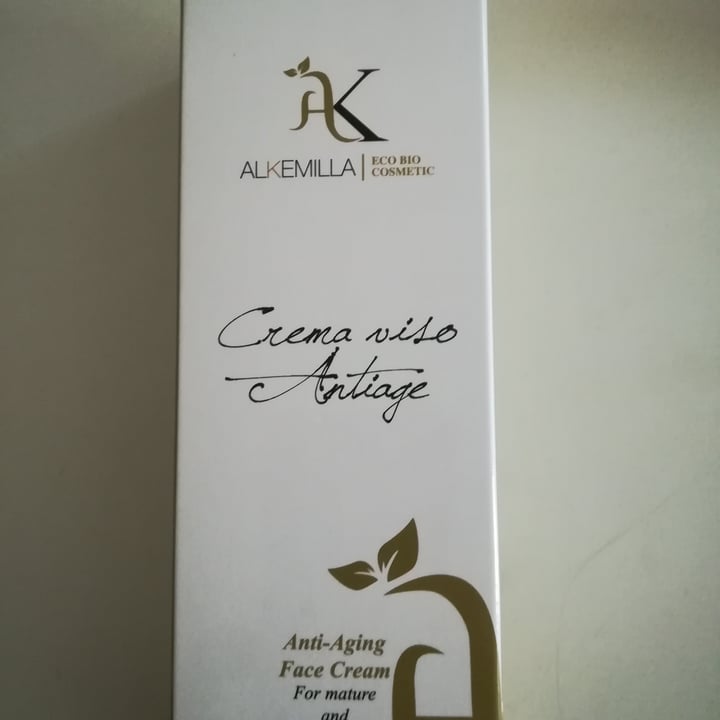 AK
ALKEMILLA | ECO BIO
COSMETIC
Crema viso
Antiage
Anti-Aging
Face Cream
For mature
and